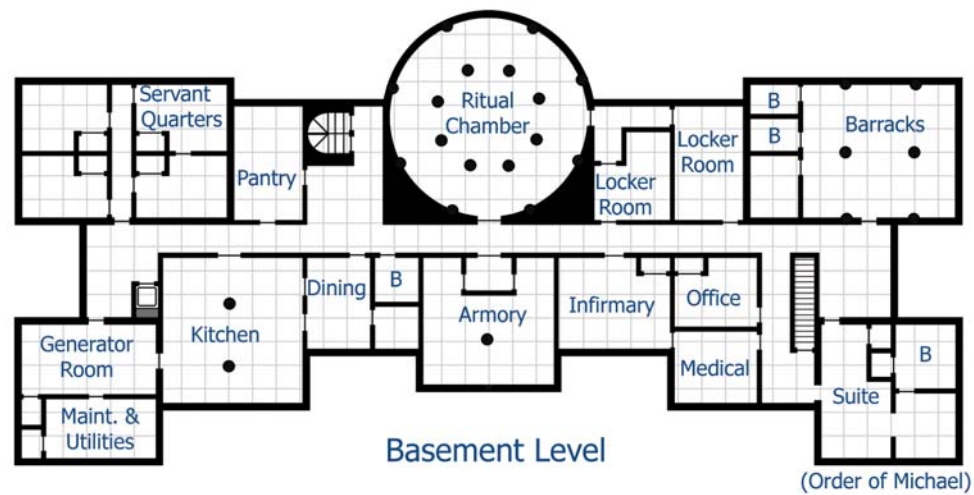 Servant
Quarters
Pantry
Ritual
Chamber
Locker
Room
Locker
Room
B
B
Barracks
Kitchen
Dining
B
Armory
Infirmary
Office
Medical
Generator
Room
Maint. &
Utilities
Suite
B
Basement Level
(Order of Michael)